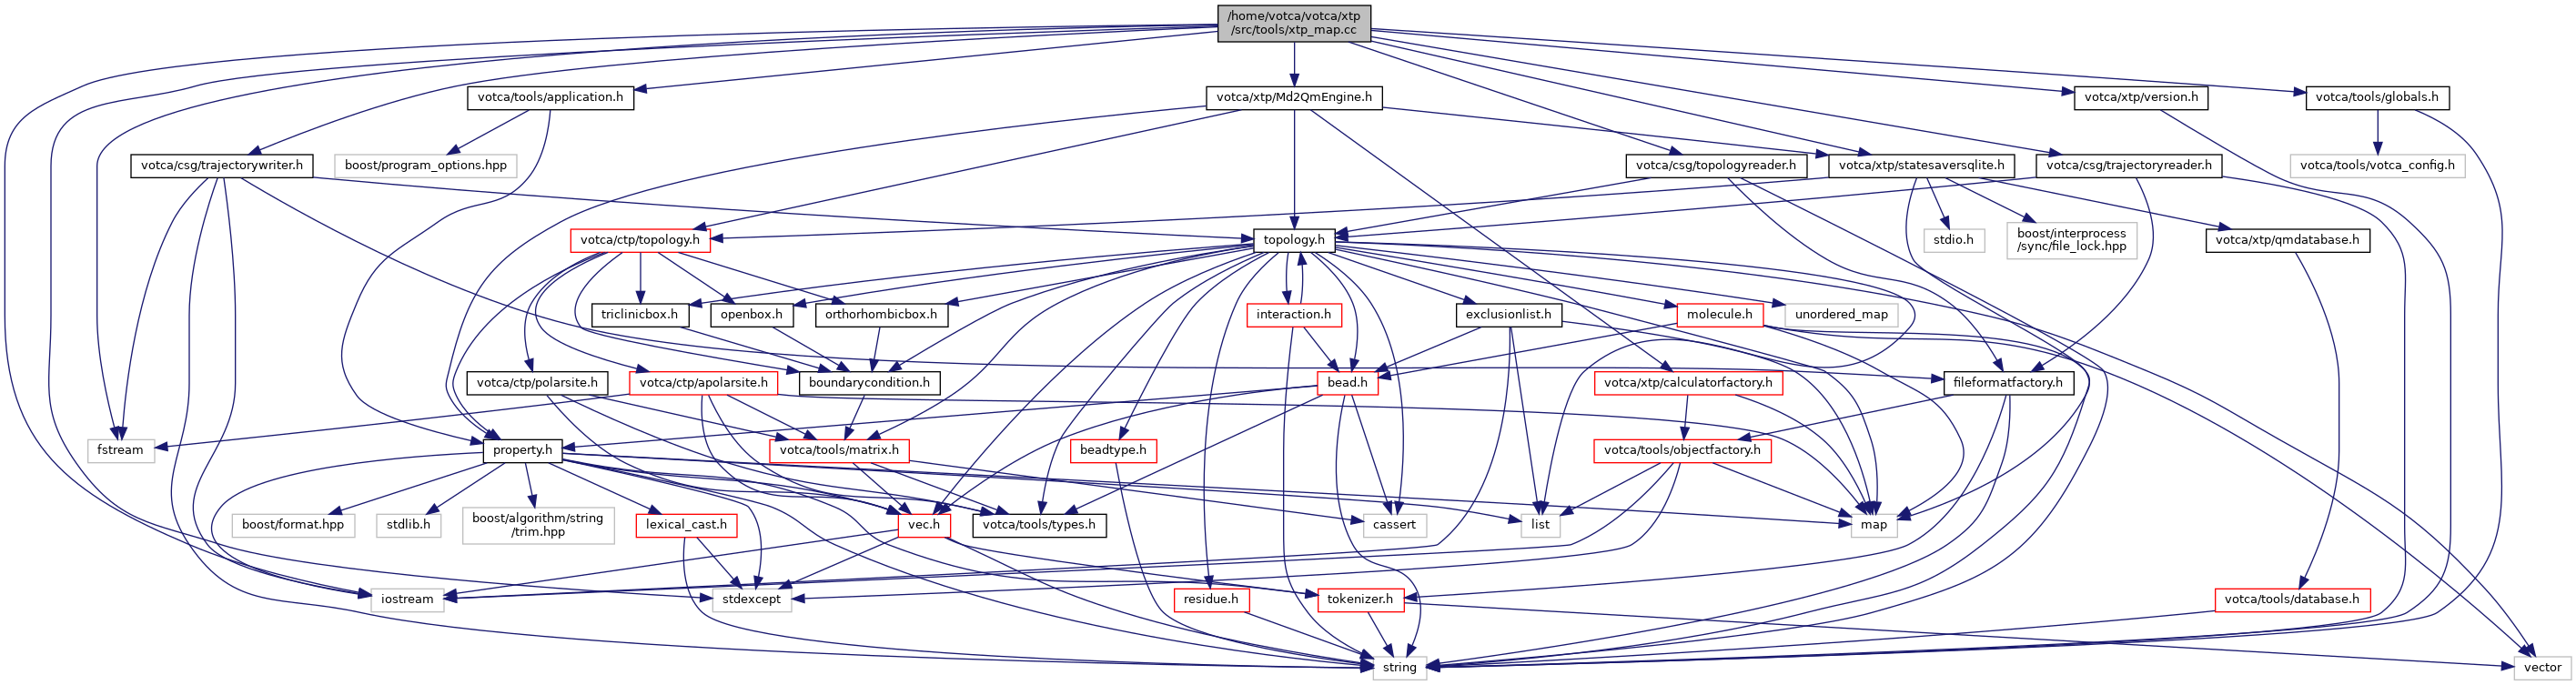 /home/votca/votca/xtp
/src/tools/xtp_map.cc
votca/tools/application.h
votca/xtp/Md2QmEngine.h
votca/xtp/version.h
votca/tools/globals.h
votca/csg/trajectorywriter.h
boost/program_options.hpp
votca/csg/topologyreader.h
votca/xtp/statesaversqlite.h
votca/csg/trajectoryreader.h
votca/tools/votca_config.h
votca/ctp/topology.h
topology.h
stdio.h
boost/interprocess
/sync/file_lock.hpp
votca/xtp/qmdatabase.h
triclinicbox.h
openbox.h
orthorhombicbox.h
interaction.h
exclusionlist.h
molecule.h
unordered_map
votca/ctp/polarsite.h
votca/ctp/apolarsite.h
boundarycondition.h
bead.h
votca/xtp/calculatorfactory.h
fileformatfactory.h
fstream
property.h
votca/tools/matrix.h
beadtype.h
votca/tools/objectfactory.h
boost/format.hpp
stdlib.h
boost/algorithm/string
/trim.hpp
lexical_cast.h
vec.h
votca/tools/types.h
cassert
list
map
iostream
stdexcept
residue.h
tokenizer.h
votca/tools/database.h
string
vector